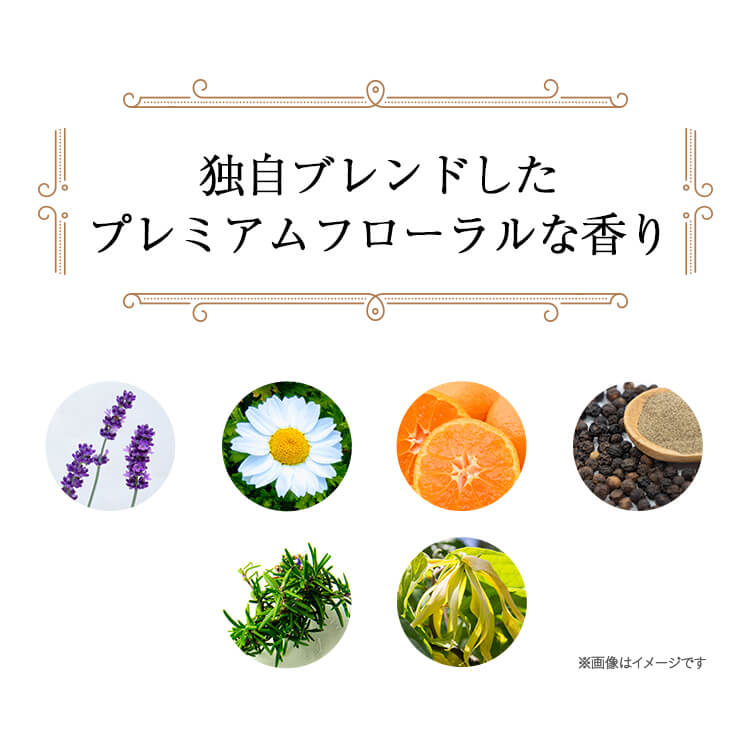 独自ブレンドした
プレミアムフローラルな香り
※画像はイメージです